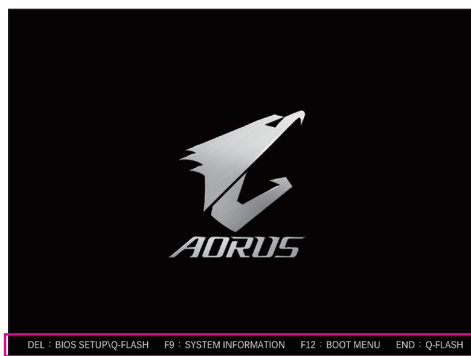 AORUS
DEL : BIOS SETUP\Q-FLASH F9 : SYSTEM INFORMATION F12 : BOOT MENU END : Q-FLASH